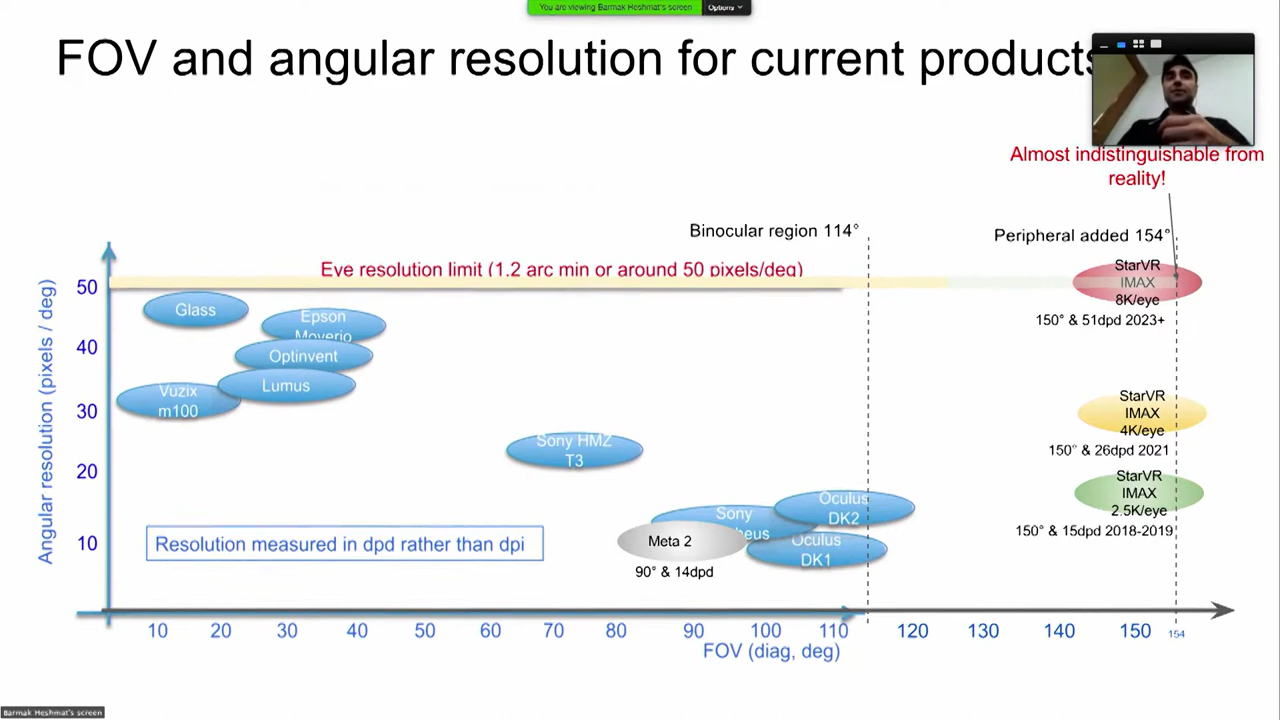 You are viewing Barmak Heshmat's screen
Options
FOV and angular resolution for current products
Almost indistinguishable from
reality!
Binocular region 114°
Peripheral added 154°
Eye resolution limit (1.2 arc min or around 50 pixels/deg)
StarVR
IMAX
8K/eye
150° & 51dpd 2023+
50
40
30
20
10
Angular resolution (pixels / deg)
Glass
Epson
Moverio
Optinvent
Lumus
Vuzix
m100
Sony HMZ
T3
StarVR
IMAX
4K/eye
150° & 26dpd 2021
StarVR
IMAX
2.5K/eye
150° & 15dpd 2018-2019
Oculus
DK2
Sony
heus
Oculus
DK1
Meta 2
90° & 14dpd
Resolution measured in dpd rather than dpi
10 20 30 40 50 60 70 80 90 100 110 120 130 140 150 154
FOV (diag, deg)
Barmak Heshmat's screen